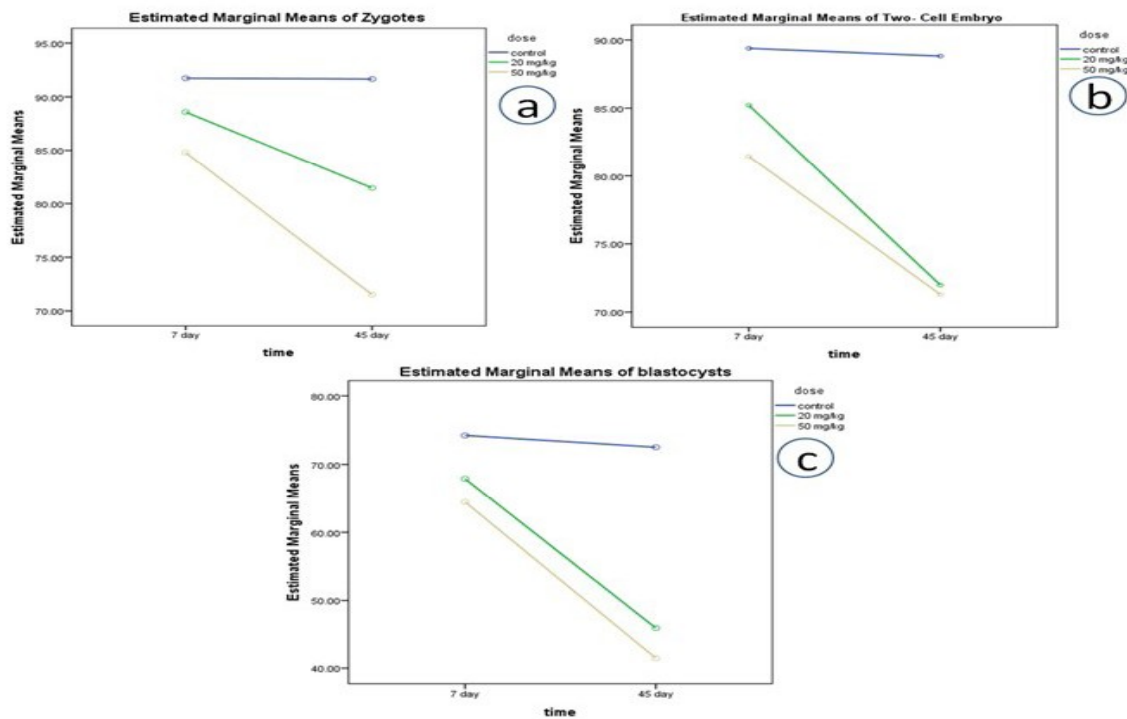 Estimated Marginal Means of Zygotes
dose
control
20 mg/kg
50 mg/kg
a
95.00
90.00
85.00
80.00
75.00
70.00
Estimated Marginal Means
7 day
45 day
time
Estimated Marginal Means of Two- Cell Embryo
dose
control
20 mg/kg
50 mg/kg
b
90.00
85.00
80.00
75.00
70.00
Estimated Marginal Means
7 day
45 day
time
Estimated Marginal Means of blastocysts
dose
control
20 mg/kg
50 mg/kg
c
80.00
70.00
60.00
50.00
40.00
Estimated Marginal Means
7 day
45 day
time